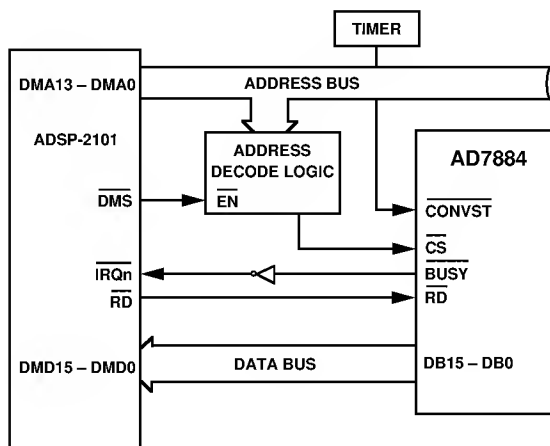 TIMER
DMA13 – DMA0
ADDRESS BUS
ADSP-2101
ADDRESS
DECODE LOGIC
AD7884
DMS
EN
CONVST
CS
IRQn
BUSY
RD
RD
DMD15 – DMD0
DATA BUS
DB15 – DB0